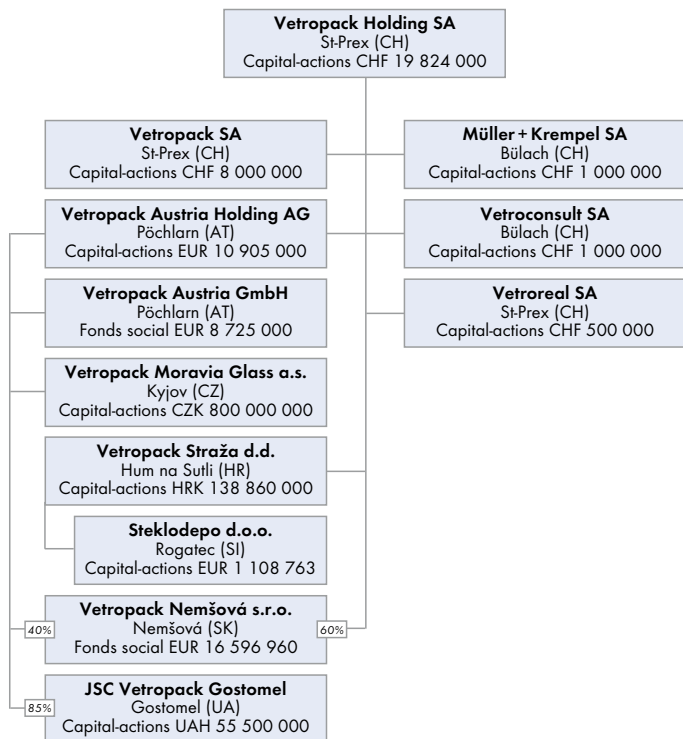 Vetropack Holding SA
St-Prex (CH)
Capital-actions CHF 19 824 000
Vetropack SA
St-Prex (CH)
Capital-actions CHF 8 000 000
Müller + Krempel SA
Bülach (CH)
Capital-actions CHF 1 000 000
Vetropack Austria Holding AG
Pöchlarn (AT)
Capital-actions EUR 10 905 000
Vetroconsult SA
Bülach (CH)
Capital-actions CHF 1 000 000
Vetropack Austria GmbH
Pöchlarn (AT)
Fonds social EUR 8 725 000
Vetroreal SA
St-Prex (CH)
Capital-actions CHF 500 000
Vetropack Moravia Glass a.s.
Kyjov (CZ)
Capital-actions CZK 800 000 000
Vetropack Straža d.d.
Hum na Sutli (HR)
Capital-actions HRK 138 860 000
Steklodepo d.o.o.
Rogatec (SI)
Capital-actions EUR 1 108 763
Vetropack Nemšová s.r.o.
40% Nemšová (SK) 60%
Fonds social EUR 16 596 960
JSC Vetropack Gostomel
85% Gostomel (UA)
Capital-actions UAH 55 500 000